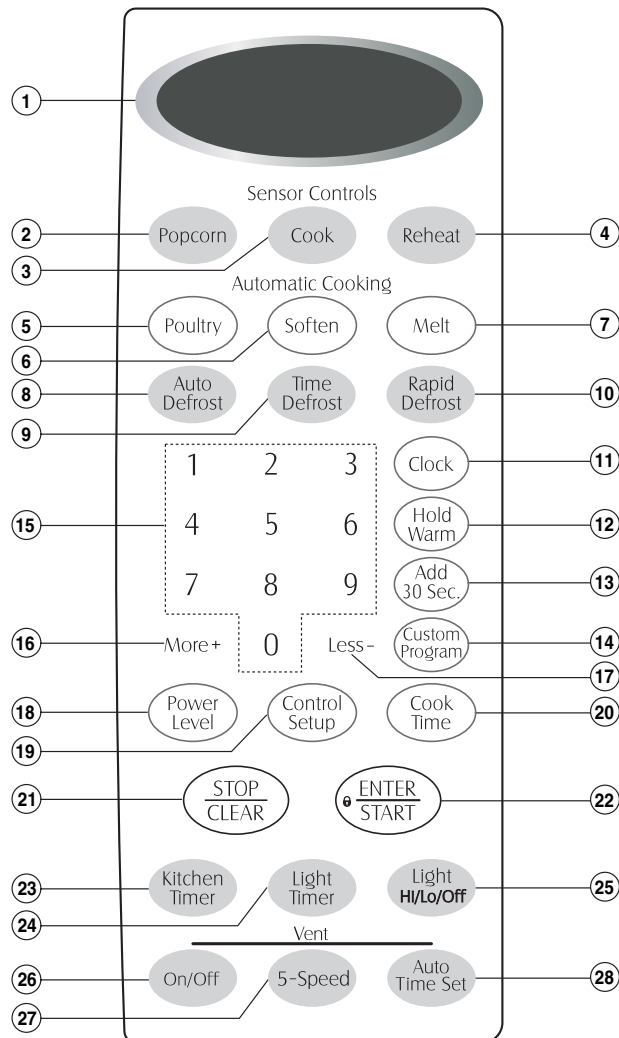 1
Sensor Controls
2 Popcorn Cook Reheat 4
3
Automatic Cooking
5 Poultry Soften Melt 7
6
8 Auto Defrost Time Defrost Rapid Defrost 10
9
1 2 3 Clock 11
15 4 5 6 Hold Warm 12
7 8 9 Add 30 Sec. 13
16 More+ 0 Less- Custom Program 14
17
18 Power Level Control Setup Cook Time 20
19
21 STOP CLEAR ENTER START 22
23 Kitchen Timer Light Timer Light HI/Lo/Off 25
24
Vent
26 On/Off 5-Speed Auto Time Set 28
27